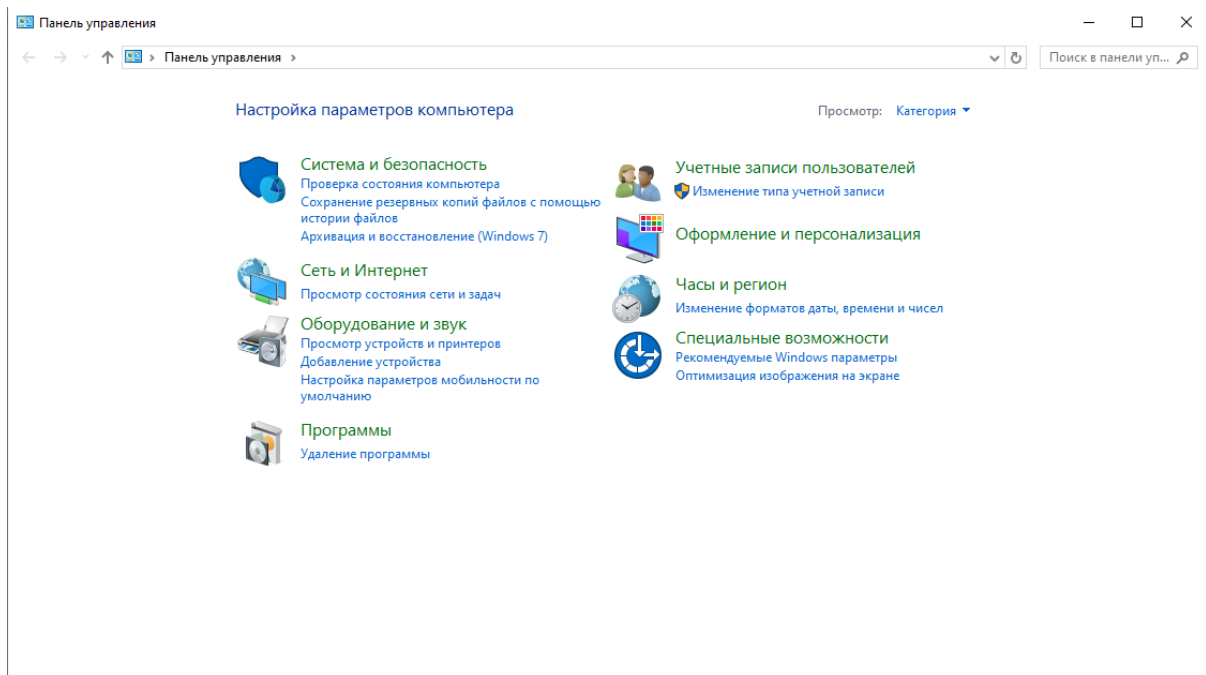 Панель управления
Панель управления
Поиск в панели уп...
Настройка параметров компьютера
Просмотр: Категория
Система и безопасность
Проверка состояния компьютера
Сохранение резервных копий файлов с помощью
истории файлов
Архивация и восстановление (Windows 7)
Сеть и Интернет
Просмотр состояния сети и задач
Оборудование и звук
Просмотр устройств и принтеров
Добавление устройства
Настройка параметров мобильности по
умолчанию
Программы
Удаление программы
Учетные записи пользователей
Изменение типа учетной записи
Оформление и персонализация
Часы и регион
Изменение форматов даты, времени и чисел
Специальные возможности
Рекомендуемые Windows параметры
Оптимизация изображения на экране